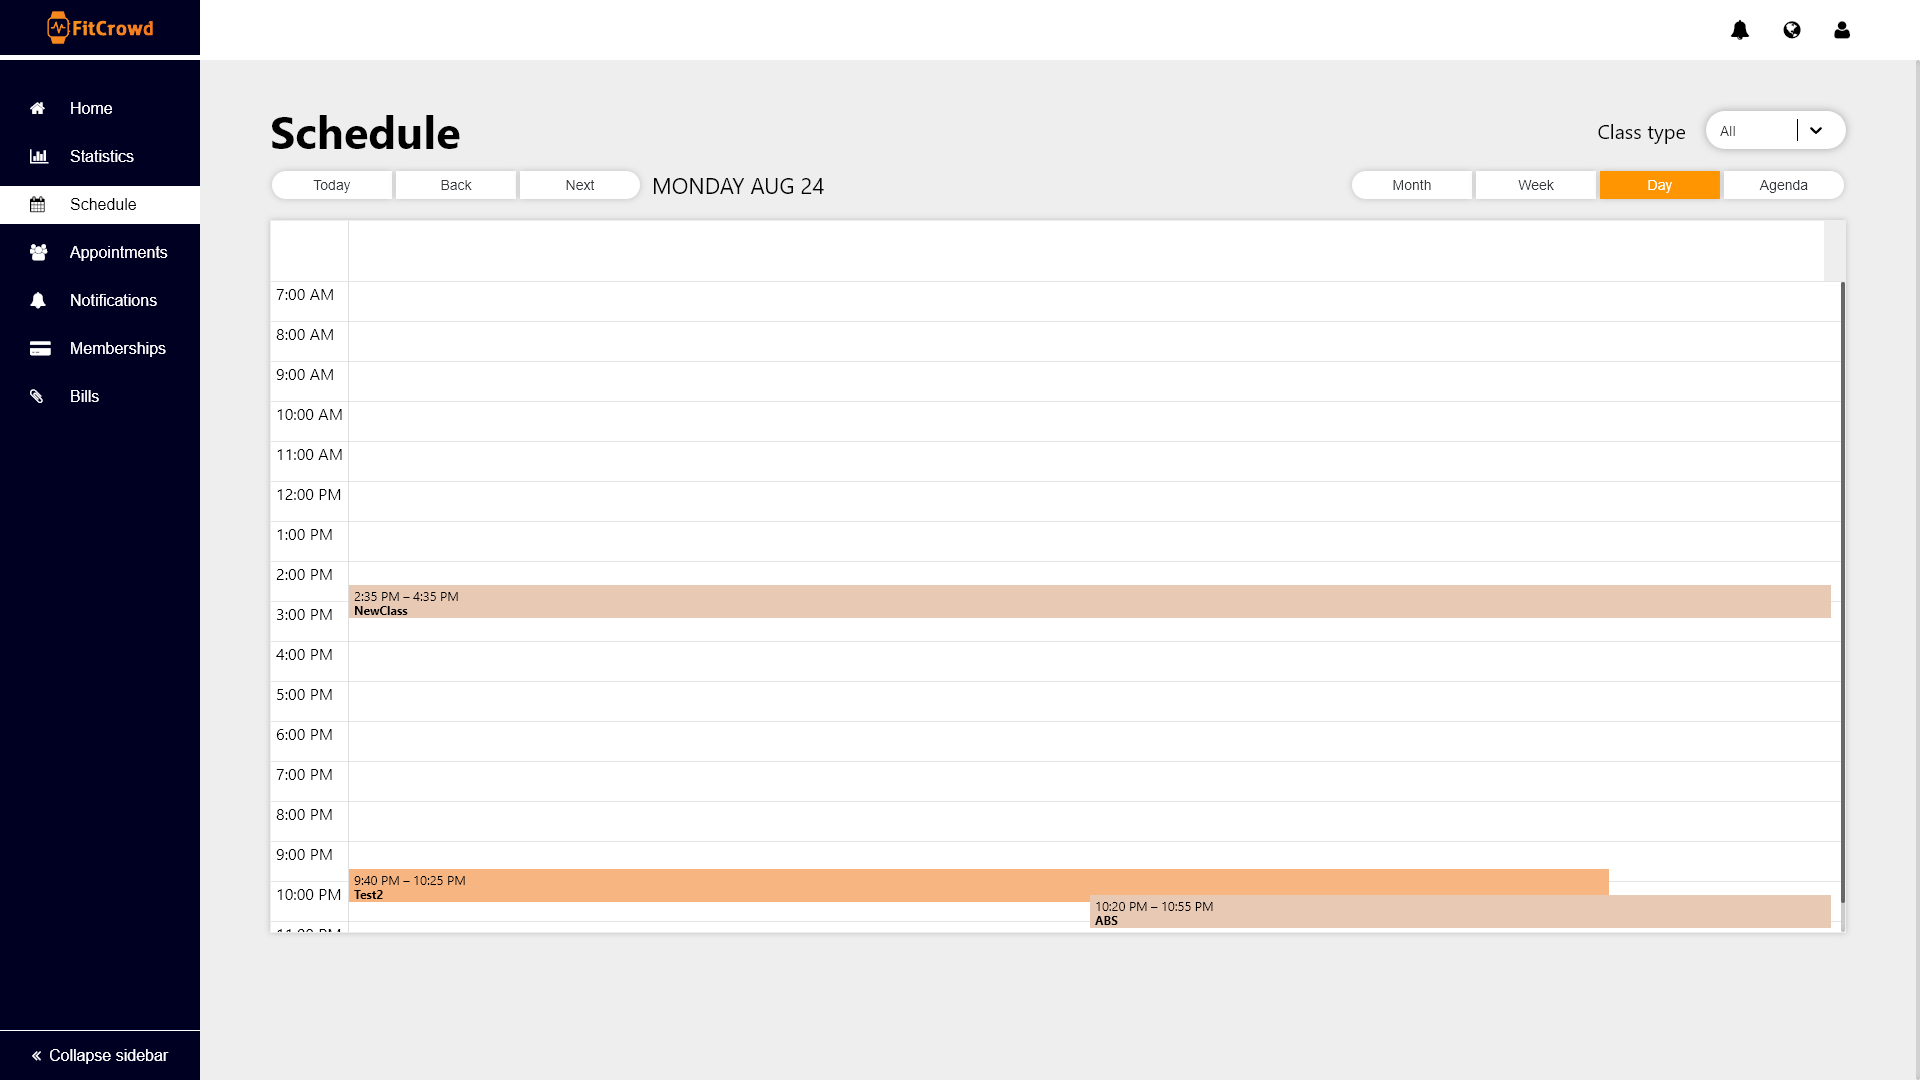 FitCrowd
Home
Statistics
Schedule
Appointments
Notifications
Memberships
Bills
Collapse sidebar
Schedule
Class type
All
Today
Back
Next
MONDAY AUG 24
Month
Week
Day
Agenda
7:00 AM
8:00 AM
9:00 AM
10:00 AM
11:00 AM
12:00 PM
1:00 PM
2:00 PM
2:35 PM – 4:35 PM
NewClass
3:00 PM
4:00 PM
5:00 PM
6:00 PM
7:00 PM
8:00 PM
9:00 PM
9:40 PM – 10:25 PM
Test2
10:00 PM
10:20 PM – 10:55 PM
ABS
11:00 PM